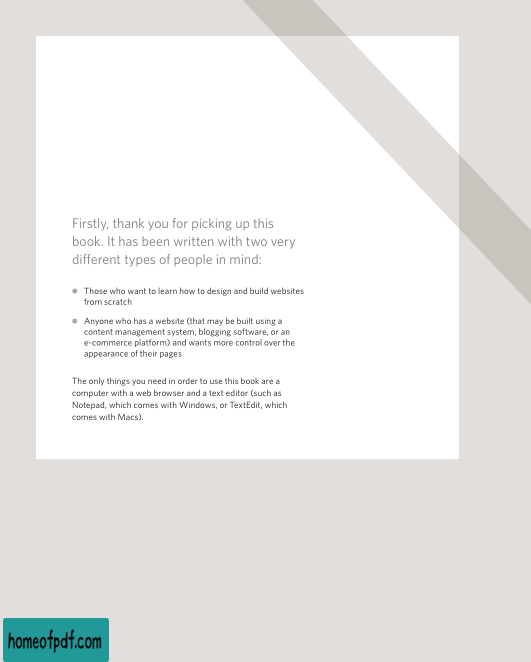 Firstly, thank you for picking up this
book. It has been written with two very
different types of people in mind:
Those who want to learn how to design and build websites
from scratch
Anyone who has a website (that may be built using a
content management system, blogging software, or an
e-commerce platform) and wants more control over the
appearance of their pages
The only things you need in order to use this book are a
computer with a web browser and a text editor (such as
Notepad, which comes with Windows, or TextEdit, which
comes with Macs).
homeofpdf.com